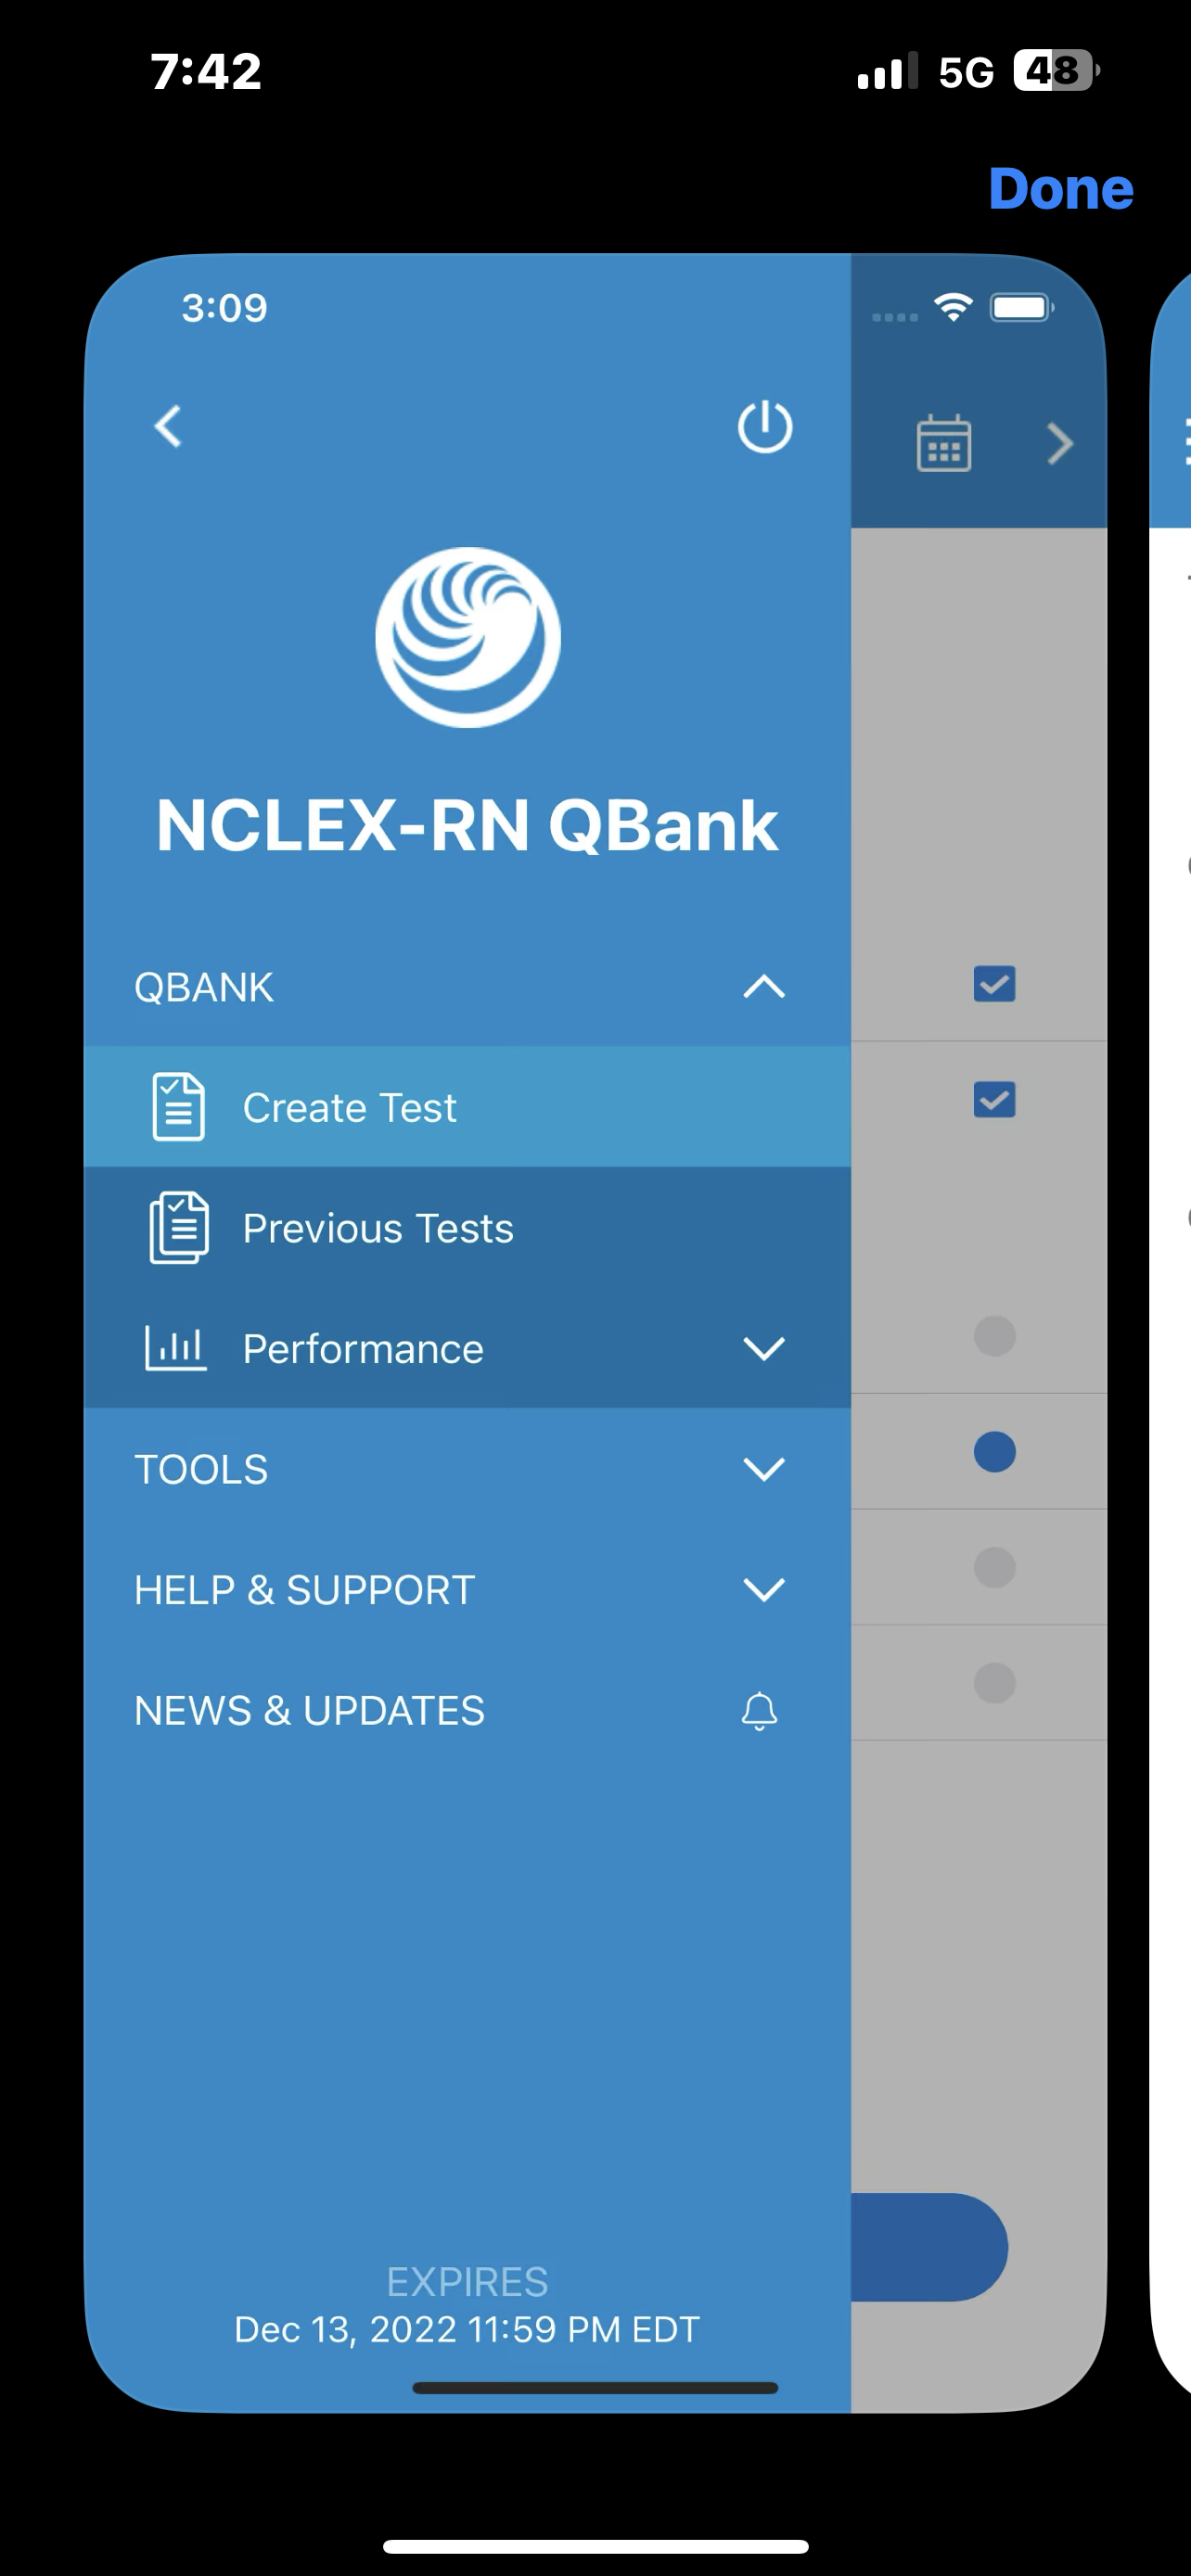 7:42
5G 48
Done
3:09
NCLEX-RN QBank
QBANK
Create Test
Previous Tests
Performance
TOOLS
HELP & SUPPORT
NEWS & UPDATES
EXPIRES
Dec 13, 2022 11:59 PM EDT